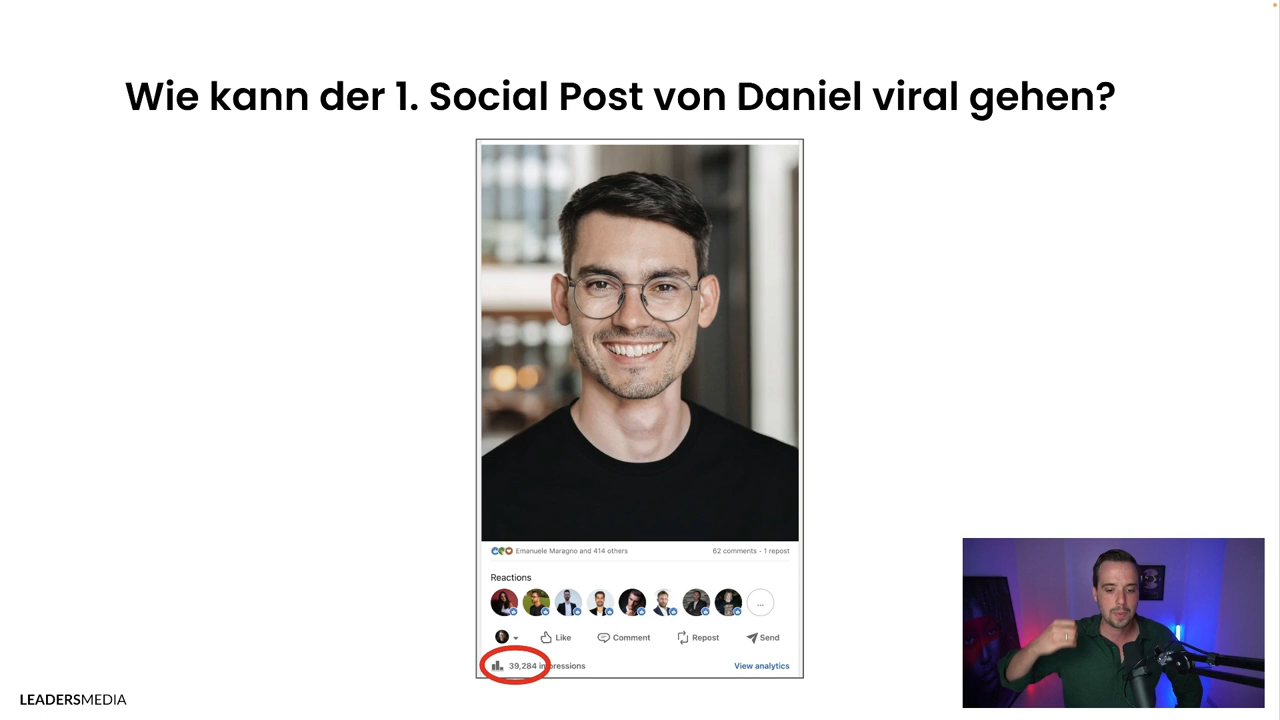 Wie kann der 1. Social Post von Daniel viral gehen?
Emanuele Maragno and 414 others
62 comments · 1 repost
Reactions
...
Like
Comment
Repost
Send
39,284 impressions
View analytics
LEADERSMEDIA